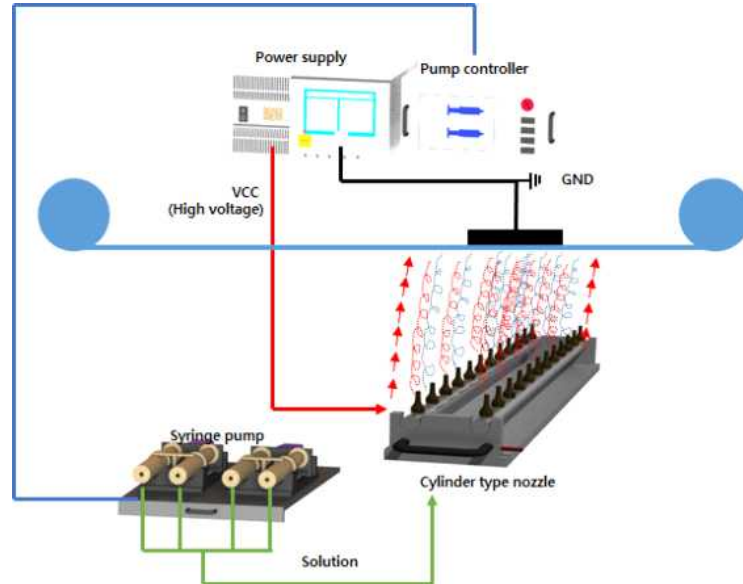 Power supply
Pump controller
VCC
(High voltage)
GND
Syringe pump
Cylinder type nozzle
Solution